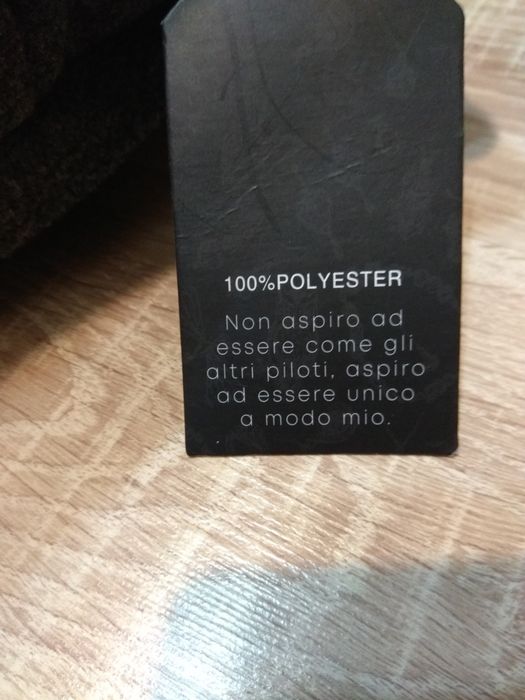 100%POLYESTER
Non aspiro ad
essere come gli
altri piloti, aspiro
ad essere unico
a modo mio.